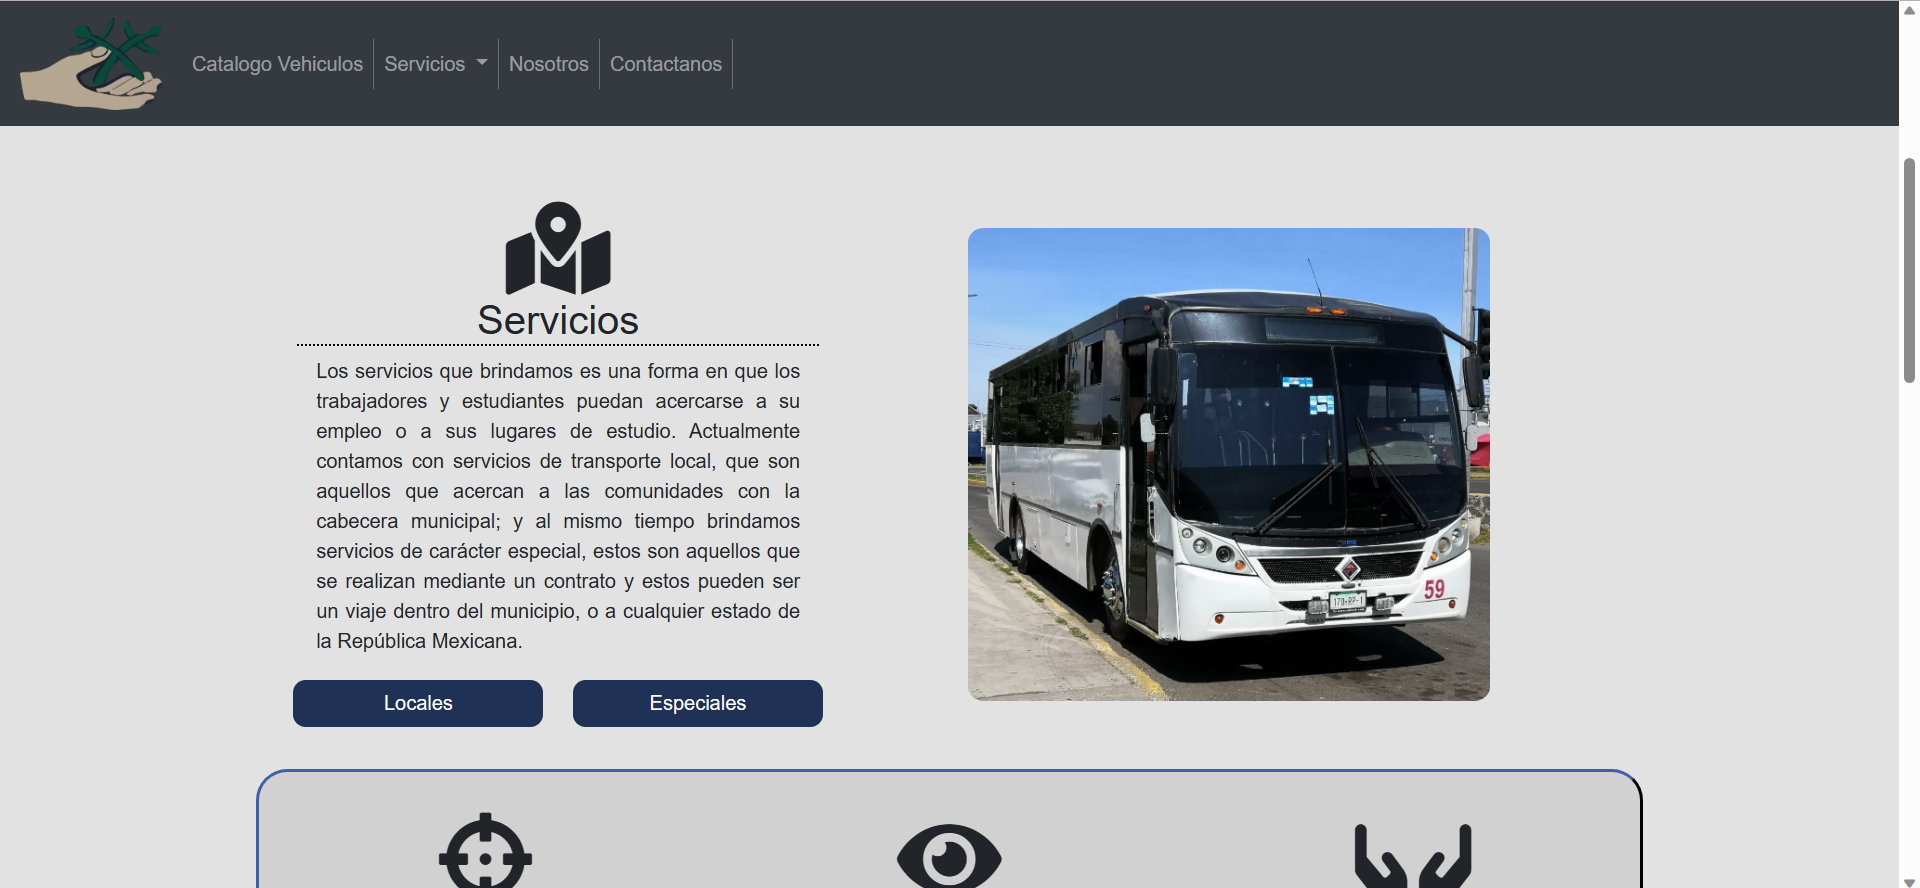 Catalogo Vehiculos
Servicios
Nosotros
Contactanos
Servicios
Los servicios que brindamos es una forma en que los
trabajadores y estudiantes puedan acercarse a su
empleo o a sus lugares de estudio. Actualmente
contamos con servicios de transporte local, que son
aquellos que acercan a las comunidades con la
cabecera municipal; y al mismo tiempo brindamos
servicios de carácter especial, estos son aquellos que
se realizan mediante un contrato y estos pueden ser
un viaje dentro del municipio, o a cualquier estado de
la República Mexicana.
59
170-RP-1
Locales
Especiales